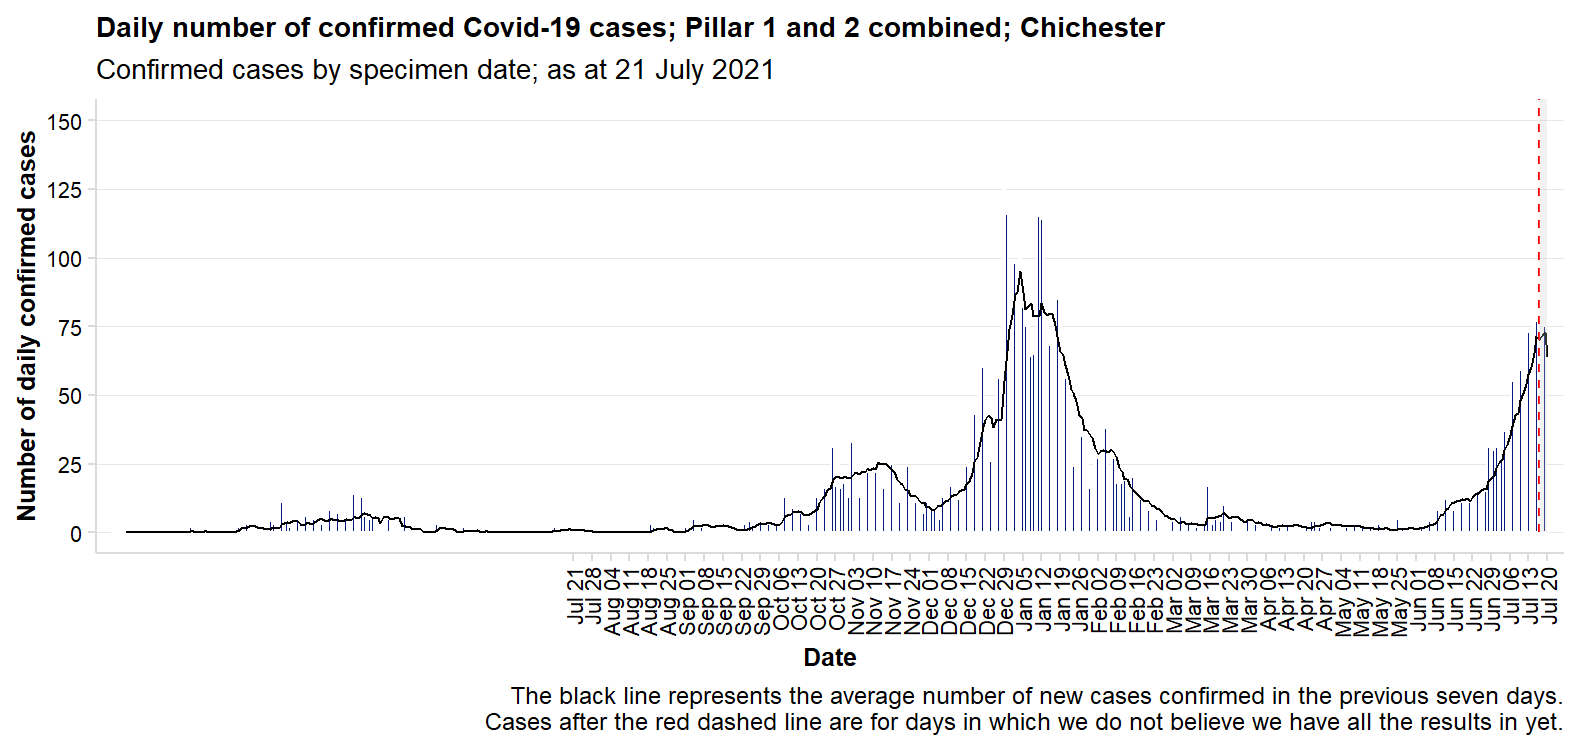 Daily number of confirmed Covid-19 cases; Pillar 1 and 2 combined; Chichester
Confirmed cases by specimen date; as at 21 July 2021
Number of daily confirmed cases
150
125
100
75
50
25
0
Jul 21
Jul 28
Aug 04
Aug 11
Aug 18
Aug 25
Sep 01
Sep 08
Sep 15
Sep 22
Sep 29
Oct 06
Oct 13
Oct 20
Oct 27
Nov 03
Nov 10
Nov 17
Nov 24
Dec 01
Dec 08
Dec 15
Dec 22
Dec 29
Jan 05
Jan 12
Jan 19
Jan 26
Feb 02
Feb 09
Feb 16
Feb 23
Mar 02
Mar 09
Mar 16
Mar 23
Mar 30
Apr 06
Apr 13
Apr 20
Apr 27
May 04
May 11
May 18
May 25
Jun 01
Jun 08
Jun 15
Jun 22
Jun 29
Jul 06
Jul 13
Jul 20
Date
The black line represents the average number of new cases confirmed in the previous seven days.
Cases after the red dashed line are for days in which we do not believe we have all the results in yet.